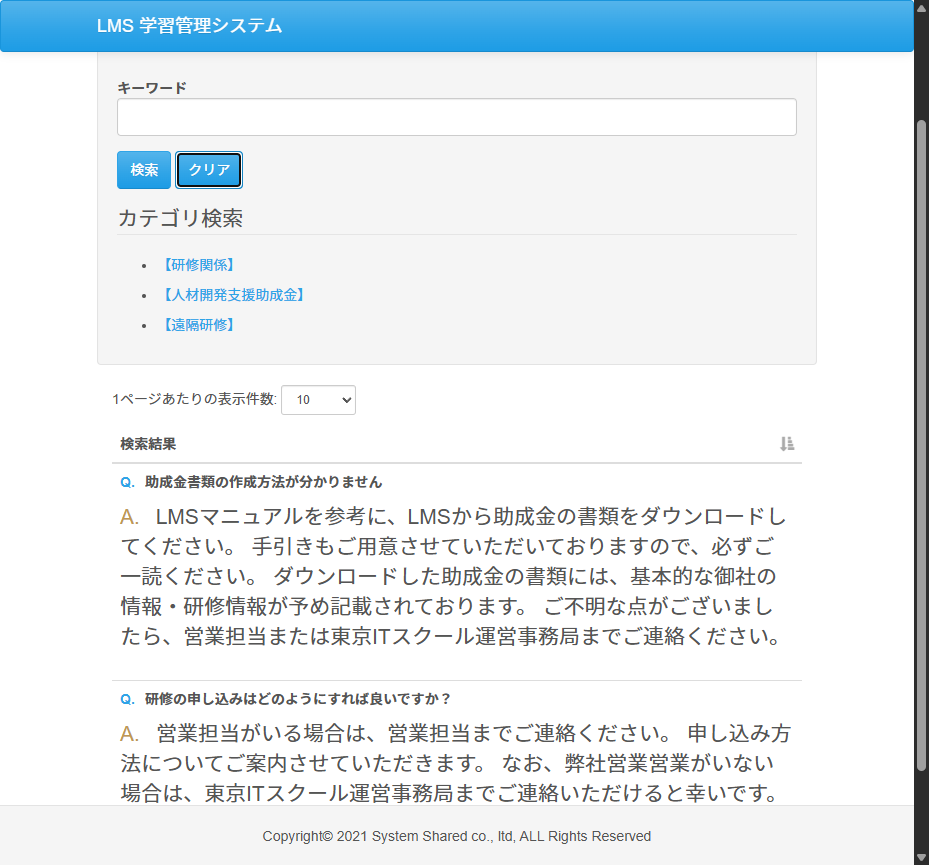 LMS 学習管理システム
キーワード
検索 クリア
カテゴリ検索
【研修関係】
【人材開発支援助成金】
【遠隔研修】
1ページあたりの表示件数: 10
検索結果
Q. 助成金書類の作成方法が分かりません
A. LMSマニュアルを参考に、LMSから助成金の書類をダウンロードし
てください。 手引きもご用意させていただいておりますので、必ずご
一読ください。 ダウンロードした助成金の書類には、基本的な御社の
情報・研修情報が予め記載されております。 ご不明な点がございまし
たら、営業担当または東京ITスクール運営事務局までご連絡ください。
Q. 研修の申し込みはどのようにすれば良いですか？
A. 営業担当がいる場合は、営業担当までご連絡ください。 申し込み方
法についてご案内させていただきます。 なお、弊社営業営業がいない
場合は、東京ITスクール運営事務局までご連絡いただけると幸いです。
Copyright© 2021 System Shared co., ltd, ALL Rights Reserved